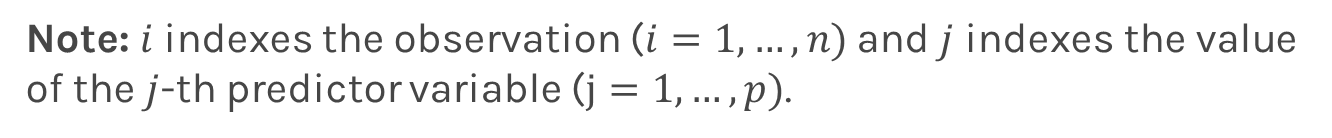 Note: i indexes the observation (i = 1, … , n) and j indexes the value
of the j-th predictor variable (j = 1, … , p).